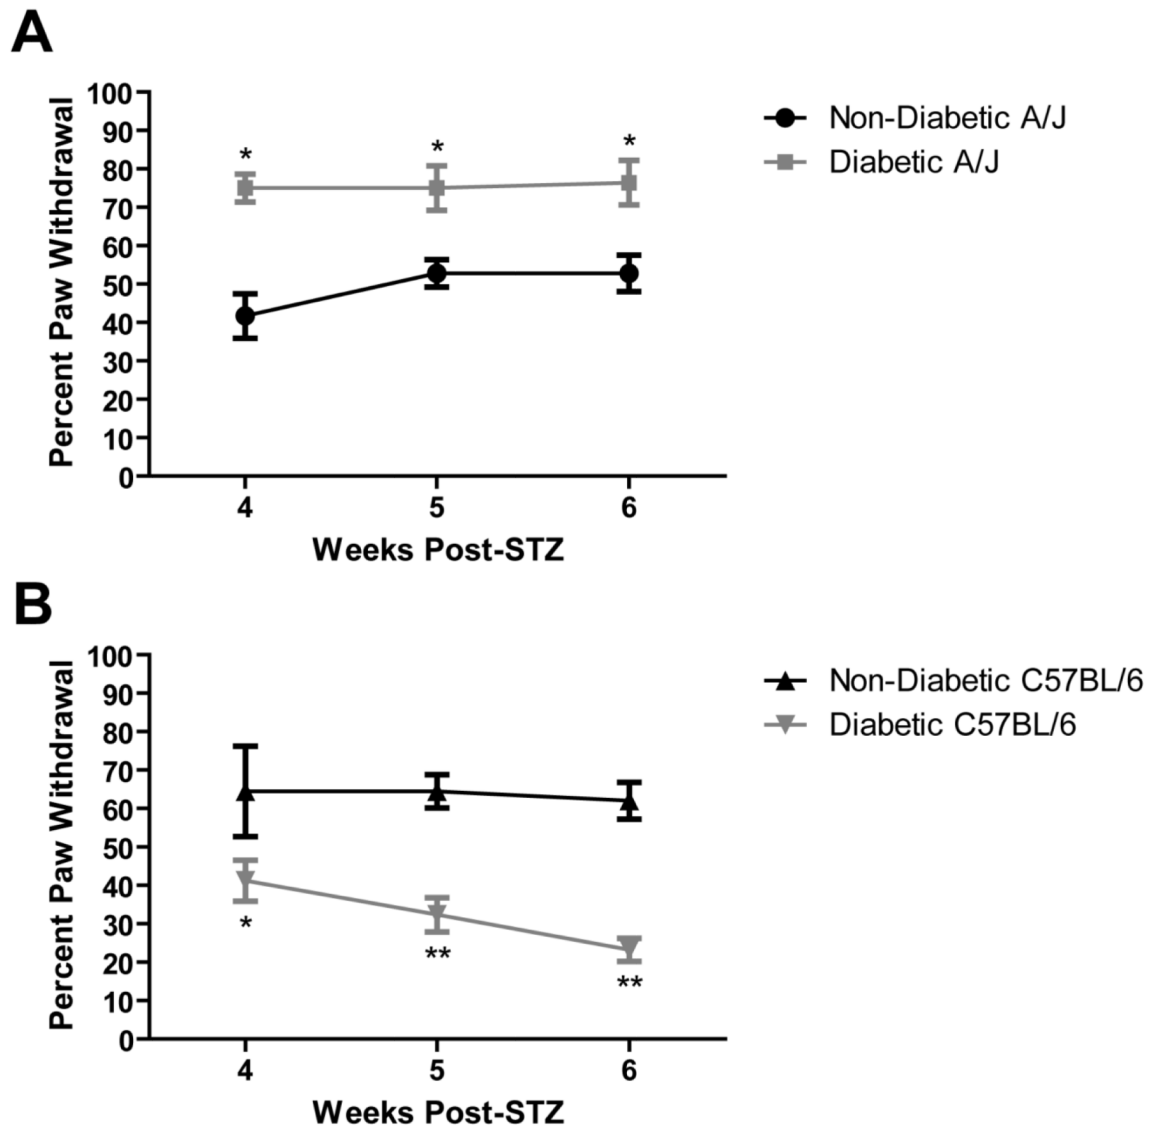 A
Percent Paw Withdrawal
100
90
80
70
60
50
40
30
20
10
0
* * *
4 5 6
Weeks Post-STZ
Non-Diabetic A/J
Diabetic A/J
B
Percent Paw Withdrawal
100
90
80
70
60
50
40
30
20
10
0
* ** **
4 5 6
Weeks Post-STZ
Non-Diabetic C57BL/6
Diabetic C57BL/6